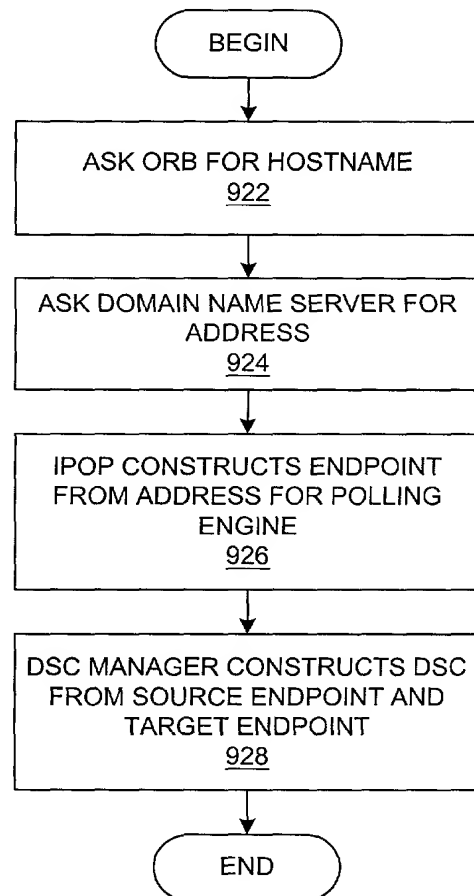 BEGIN
ASK ORB FOR HOSTNAME
922
ASK DOMAIN NAME SERVER FOR
ADDRESS
924
IPOP CONSTRUCTS ENDPOINT
FROM ADDRESS FOR POLLING
ENGINE
926
DSC MANAGER CONSTRUCTS DSC
FROM SOURCE ENDPOINT AND
TARGET ENDPOINT
928
END